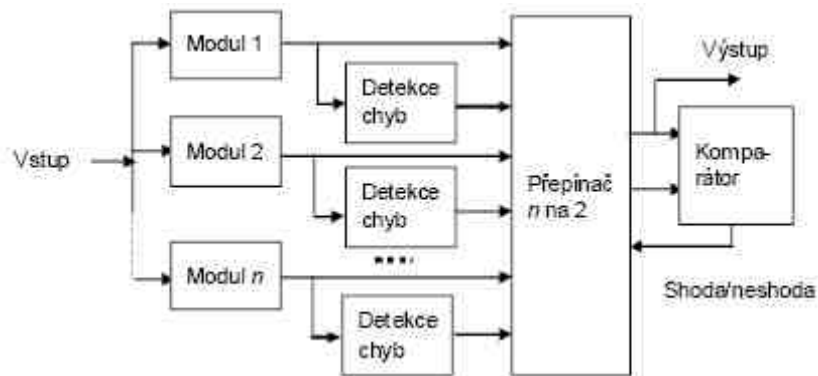 Modul 1
Detekce
chyb
Vstup
Modul 2
Detekce
chyb
....
Modul n
Detekce
chyb
Přepínač
n na 2
Výstup
Kompa-
rátor
Shoda/neshoda